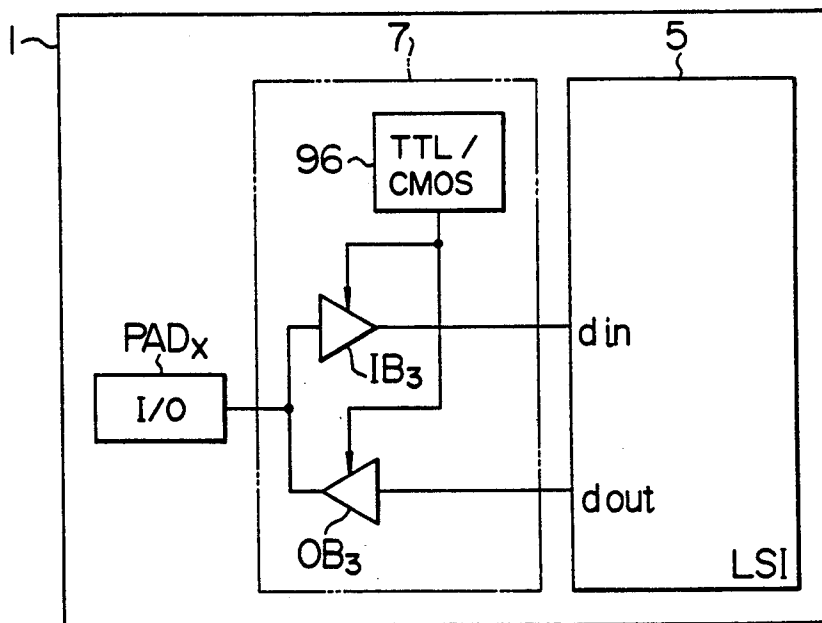 1
7
5
96
TTL /
CMOS
PADx
I/O
IB3
din
OB3
dout
LSI